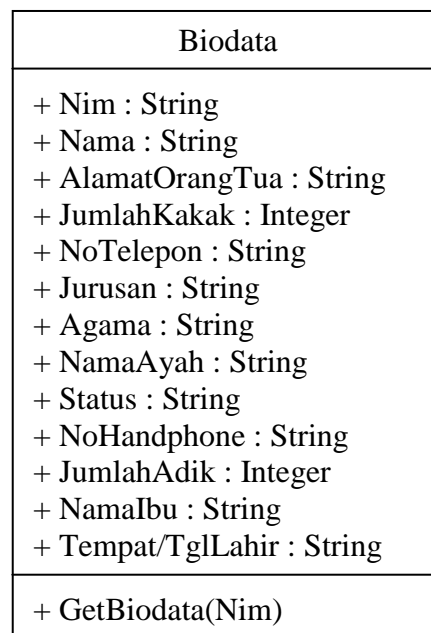 Biodata
+ Nim : String
+ Nama : String
+ AlamatOrangTua : String
+ JumlahKakak : Integer
+ NoTelepon : String
+ Jurusan : String
+ Agama : String
+ NamaAyah : String
+ Status : String
+ NoHandphone : String
+ JumlahAdik : Integer
+ NamaIbu : String
+ Tempat/TglLahir : String
+ GetBiodata(Nim)